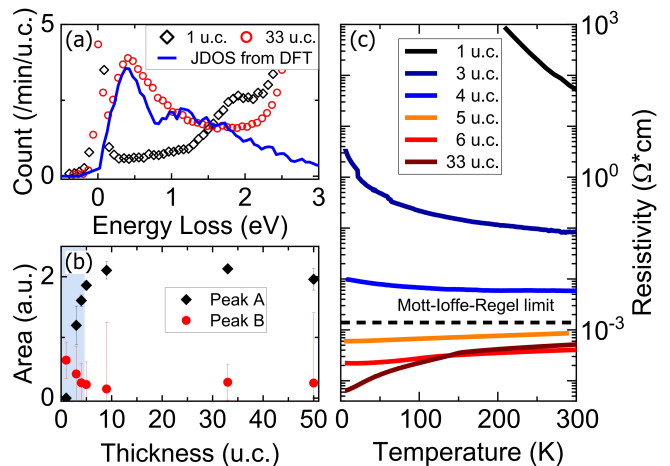 (a)
1 u.c. 33 u.c.
JDOS from DFT
5
0
Count (/min/u.c.)
0 1 2 3
Energy Loss (eV)
(b)
Peak A
Peak B
2
0
Area (a.u.)
0 10 20 30 40 50
Thickness (u.c.)
(c)
1 u.c.
3 u.c.
4 u.c.
5 u.c.
6 u.c.
33 u.c.
Mott-Ioffe-Regel limit
10³
10⁰
10⁻³
Resistivity (Ω*cm)
0 100 200 300
Temperature (K)